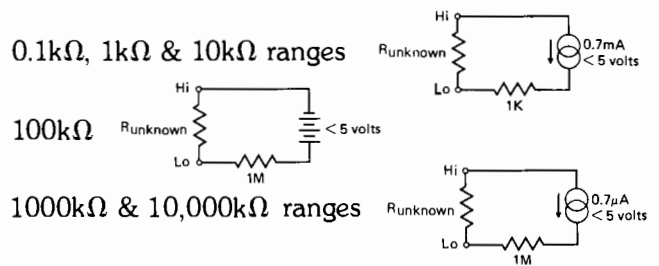 Hi
0.1kΩ, 1kΩ & 10kΩ ranges
Runknown
0.7mA
< 5 volts
Lo
1K
Hi
100kΩ
Runknown
< 5 volts
Lo
1M
Hi
1000kΩ & 10,000kΩ ranges
Runknown
0.7µA
< 5 volts
Lo
1M